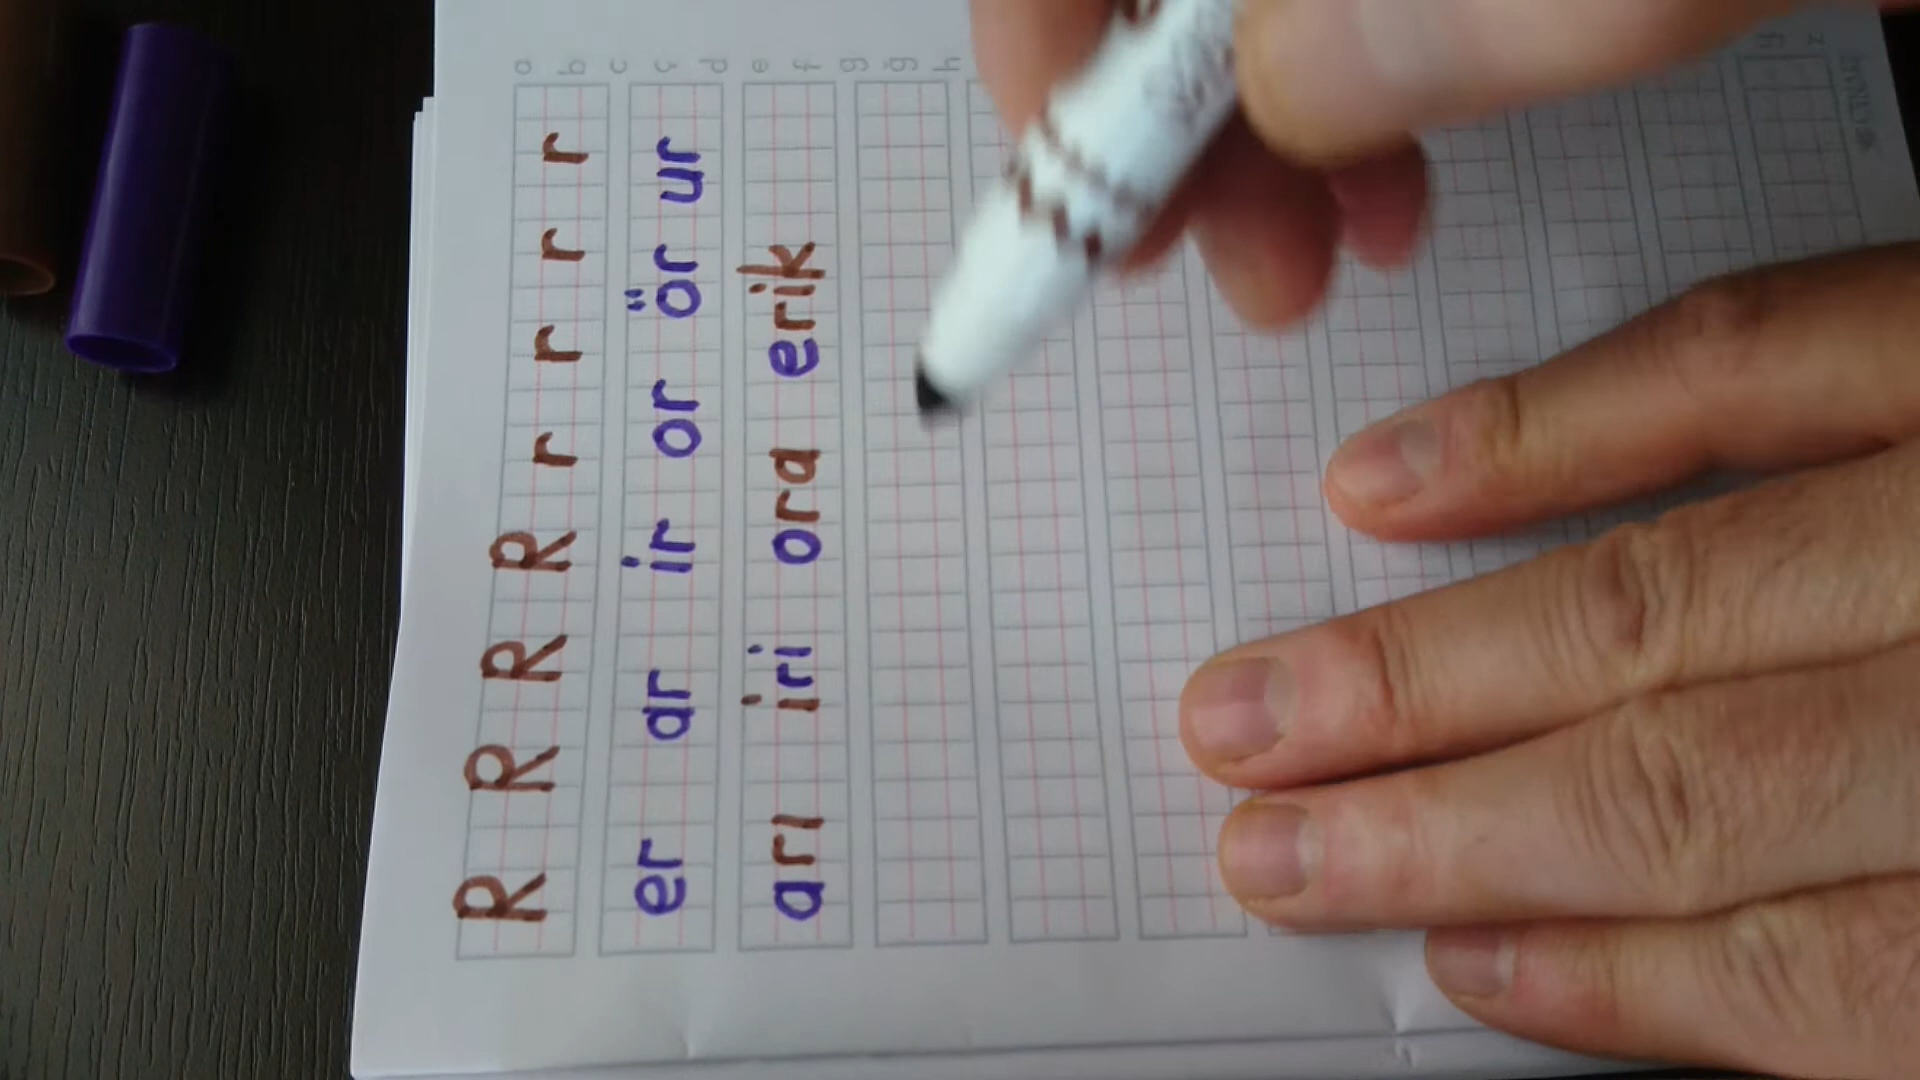 R R R R r r r r
er ar ir or ör ur
arı iri ora erik
a b c ç d e f g ğ h